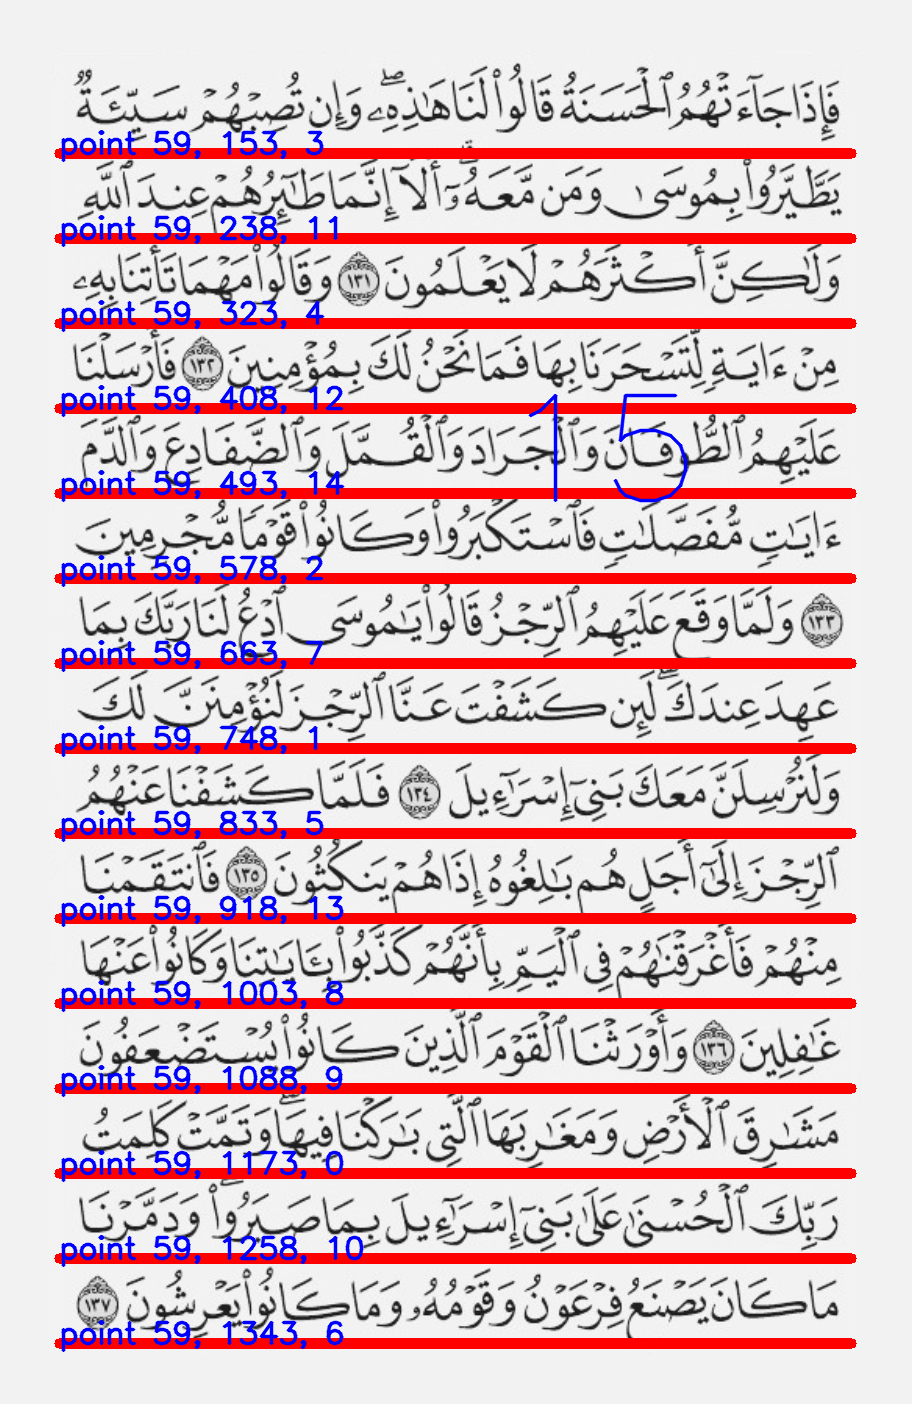 فَإِذَا جَآءَتْهُمُ ٱلْحَسَنَةُ قَالُوا۟ لَنَا هَٰذِهِۦ ۖ وَإِن تُصِبْهُمْ سَيِّئَةٌ
point 59, 153, 3
يَطَّيَّرُوا۟ بِمُوسَىٰ وَمَن مَّعَهُۥٓ ۗ أَلَآ إِنَّمَا طَٰٓئِرُهُمْ عِندَ ٱللَّهِ
point 59, 238, 11
وَلَٰكِنَّ أَكْثَرَهُمْ لَا يَعْلَمُونَ ١٣١ وَقَالُوا۟ مَهْمَا تَأْتِنَا بِهِۦ
point 59, 323, 4
مِنْ ءَايَةٍ لِّتَسْحَرَنَا بِهَا فَمَا نَحْنُ لَكَ بِمُؤْمِنِينَ ١٣٢ فَأَرْسَلْنَا
point 59, 408, 12
15
عَلَيْهِمُ ٱلطُّوفَانَ وَٱلْجَرَادَ وَٱلْقُمَّلَ وَٱلضَّفَادِعَ وَٱلدَّمَ
point 59, 493, 14
ءَايَٰتٍ مُّفَصَّلَٰتٍ فَٱسْتَكْبَرُوا۟ وَكَانُوا۟ قَوْمًا مُّجْرِمِينَ
point 59, 578, 2
١٣٣ وَلَمَّا وَقَعَ عَلَيْهِمُ ٱلرِّجْزُ قَالُوا۟ يَٰمُوسَى ٱدْعُ لَنَا رَبَّكَ بِمَا
point 59, 663, 7
عَهِدَ عِندَكَ ۖ لَئِن كَشَفْتَ عَنَّا ٱلرِّجْزَ لَنُؤْمِنَنَّ لَكَ
point 59, 748, 1
وَلَنُرْسِلَنَّ مَعَكَ بَنِىٓ إِسْرَٰٓءِيلَ ١٣٤ فَلَمَّا كَشَفْنَا عَنْهُمُ
point 59, 833, 5
ٱلرِّجْزَ إِلَىٰٓ أَجَلٍ هُم بَٰلِغُوهُ إِذَا هُمْ يَنكُثُونَ ١٣٥ فَٱنتَقَمْنَا
point 59, 918, 13
مِنْهُمْ فَأَغْرَقْنَٰهُمْ فِى ٱلْيَمِّ بِأَنَّهُمْ كَذَّبُوا۟ بِـَٔايَٰتِنَا وَكَانُوا۟ عَنْهَا
point 59, 1003, 8
غَٰفِلِينَ ١٣٦ وَأَوْرَثْنَا ٱلْقَوْمَ ٱلَّذِينَ كَانُوا۟ يُسْتَضْعَفُونَ
point 59, 1088, 9
مَشَٰرِقَ ٱلْأَرْضِ وَمَغَٰرِبَهَا ٱلَّتِى بَٰرَكْنَا فِيهَا ۖ وَتَمَّتْ كَلِمَتُ
point 59, 1173, 0
رَبِّكَ ٱلْحُسْنَىٰ عَلَىٰ بَنِىٓ إِسْرَٰٓءِيلَ بِمَا صَبَرُوا۟ ۖ وَدَمَّرْنَا
point 59, 1258, 10
مَا كَانَ يَصْنَعُ فِرْعَوْنُ وَقَوْمُهُۥ وَمَا كَانُوا۟ يَعْرِشُونَ ١٣٧
point 59, 1343, 6